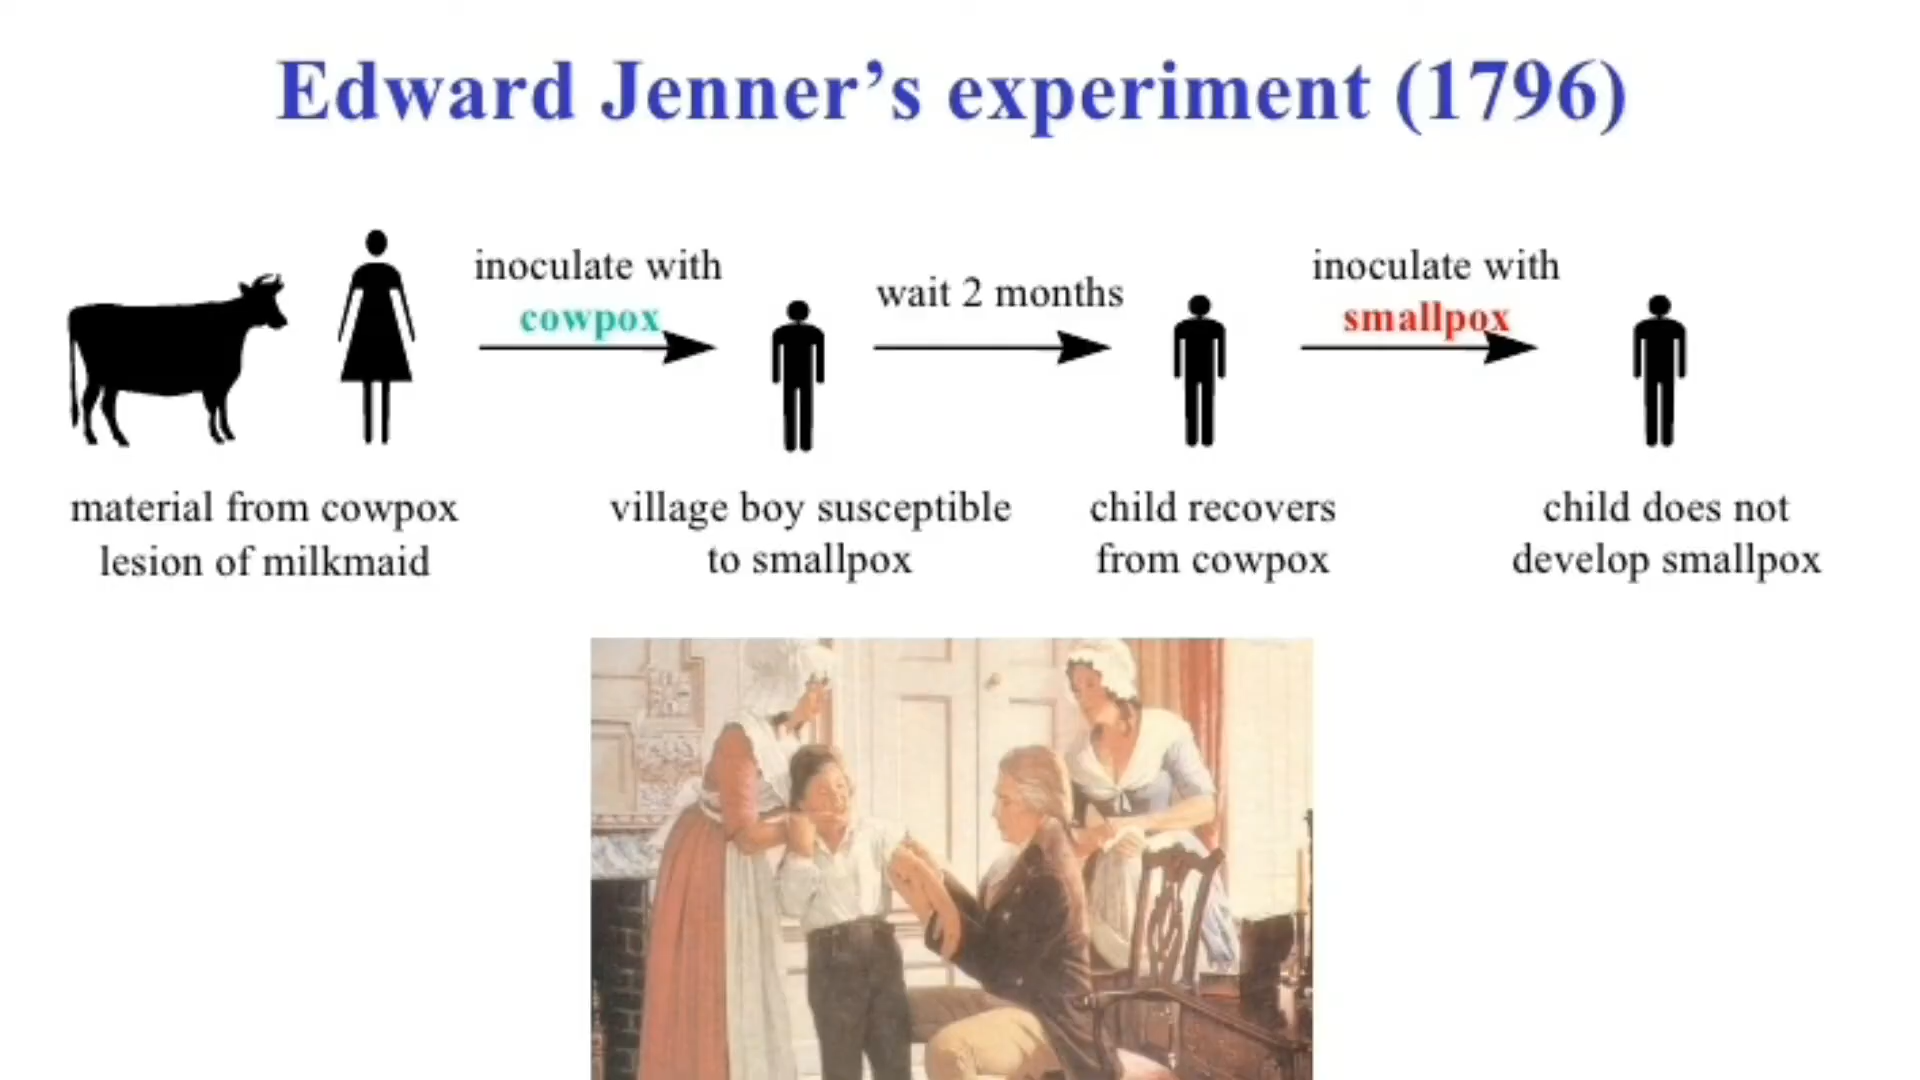 Edward Jenner’s experiment (1796)
inoculate with
cowpox
wait 2 months
inoculate with
smallpox
material from cowpox
lesion of milkmaid
village boy susceptible
to smallpox
child recovers
from cowpox
child does not
develop smallpox